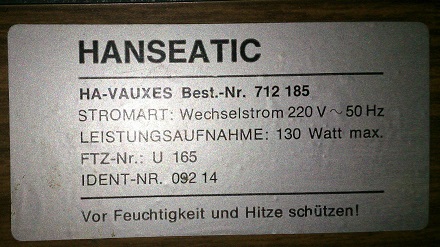 HANSEATIC
HA-VAUXES Best.-Nr. 712 185
STROMART: Wechselstrom 220 V ~ 50 Hz
LEISTUNGSAUFNAHME: 130 Watt max.
FTZ-Nr.: U 165
IDENT-NR. 092 14
Vor Feuchtigkeit und Hitze schützen!